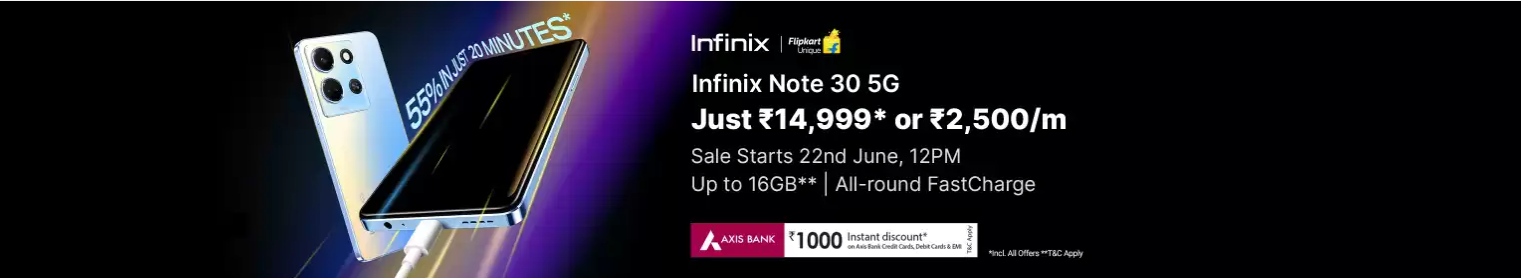 55% IN JUST 20 MINUTES*
Infinix | Flipkart Unique
Infinix Note 30 5G
Just ₹14,999* or ₹2,500/m
Sale Starts 22nd June, 12PM
Up to 16GB** | All-round FastCharge
AXIS BANK ₹1000 Instant discount*
on Axis Bank Credit Cards, Debit Cards & EMI
T&C Apply
*Incl. All Offers **T&C Apply